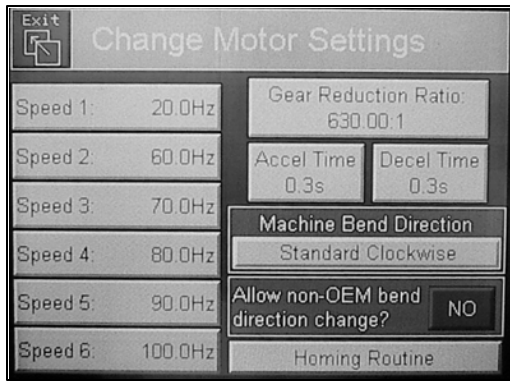 Exit
Change Motor Settings
Speed 1: 20.0Hz
Speed 2: 60.0Hz
Speed 3: 70.0Hz
Speed 4: 80.0Hz
Speed 5: 90.0Hz
Speed 6: 100.0Hz
Gear Reduction Ratio:
630.00:1
Accel Time
0.3s
Decel Time
0.3s
Machine Bend Direction
Standard Clockwise
Allow non-OEM bend
direction change?
NO
Homing Routine